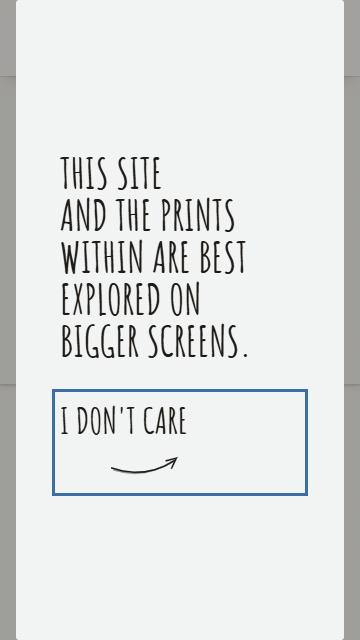 THIS SITE
AND THE PRINTS
WITHIN ARE BEST
EXPLORED ON
BIGGER SCREENS.
I DON'T CARE